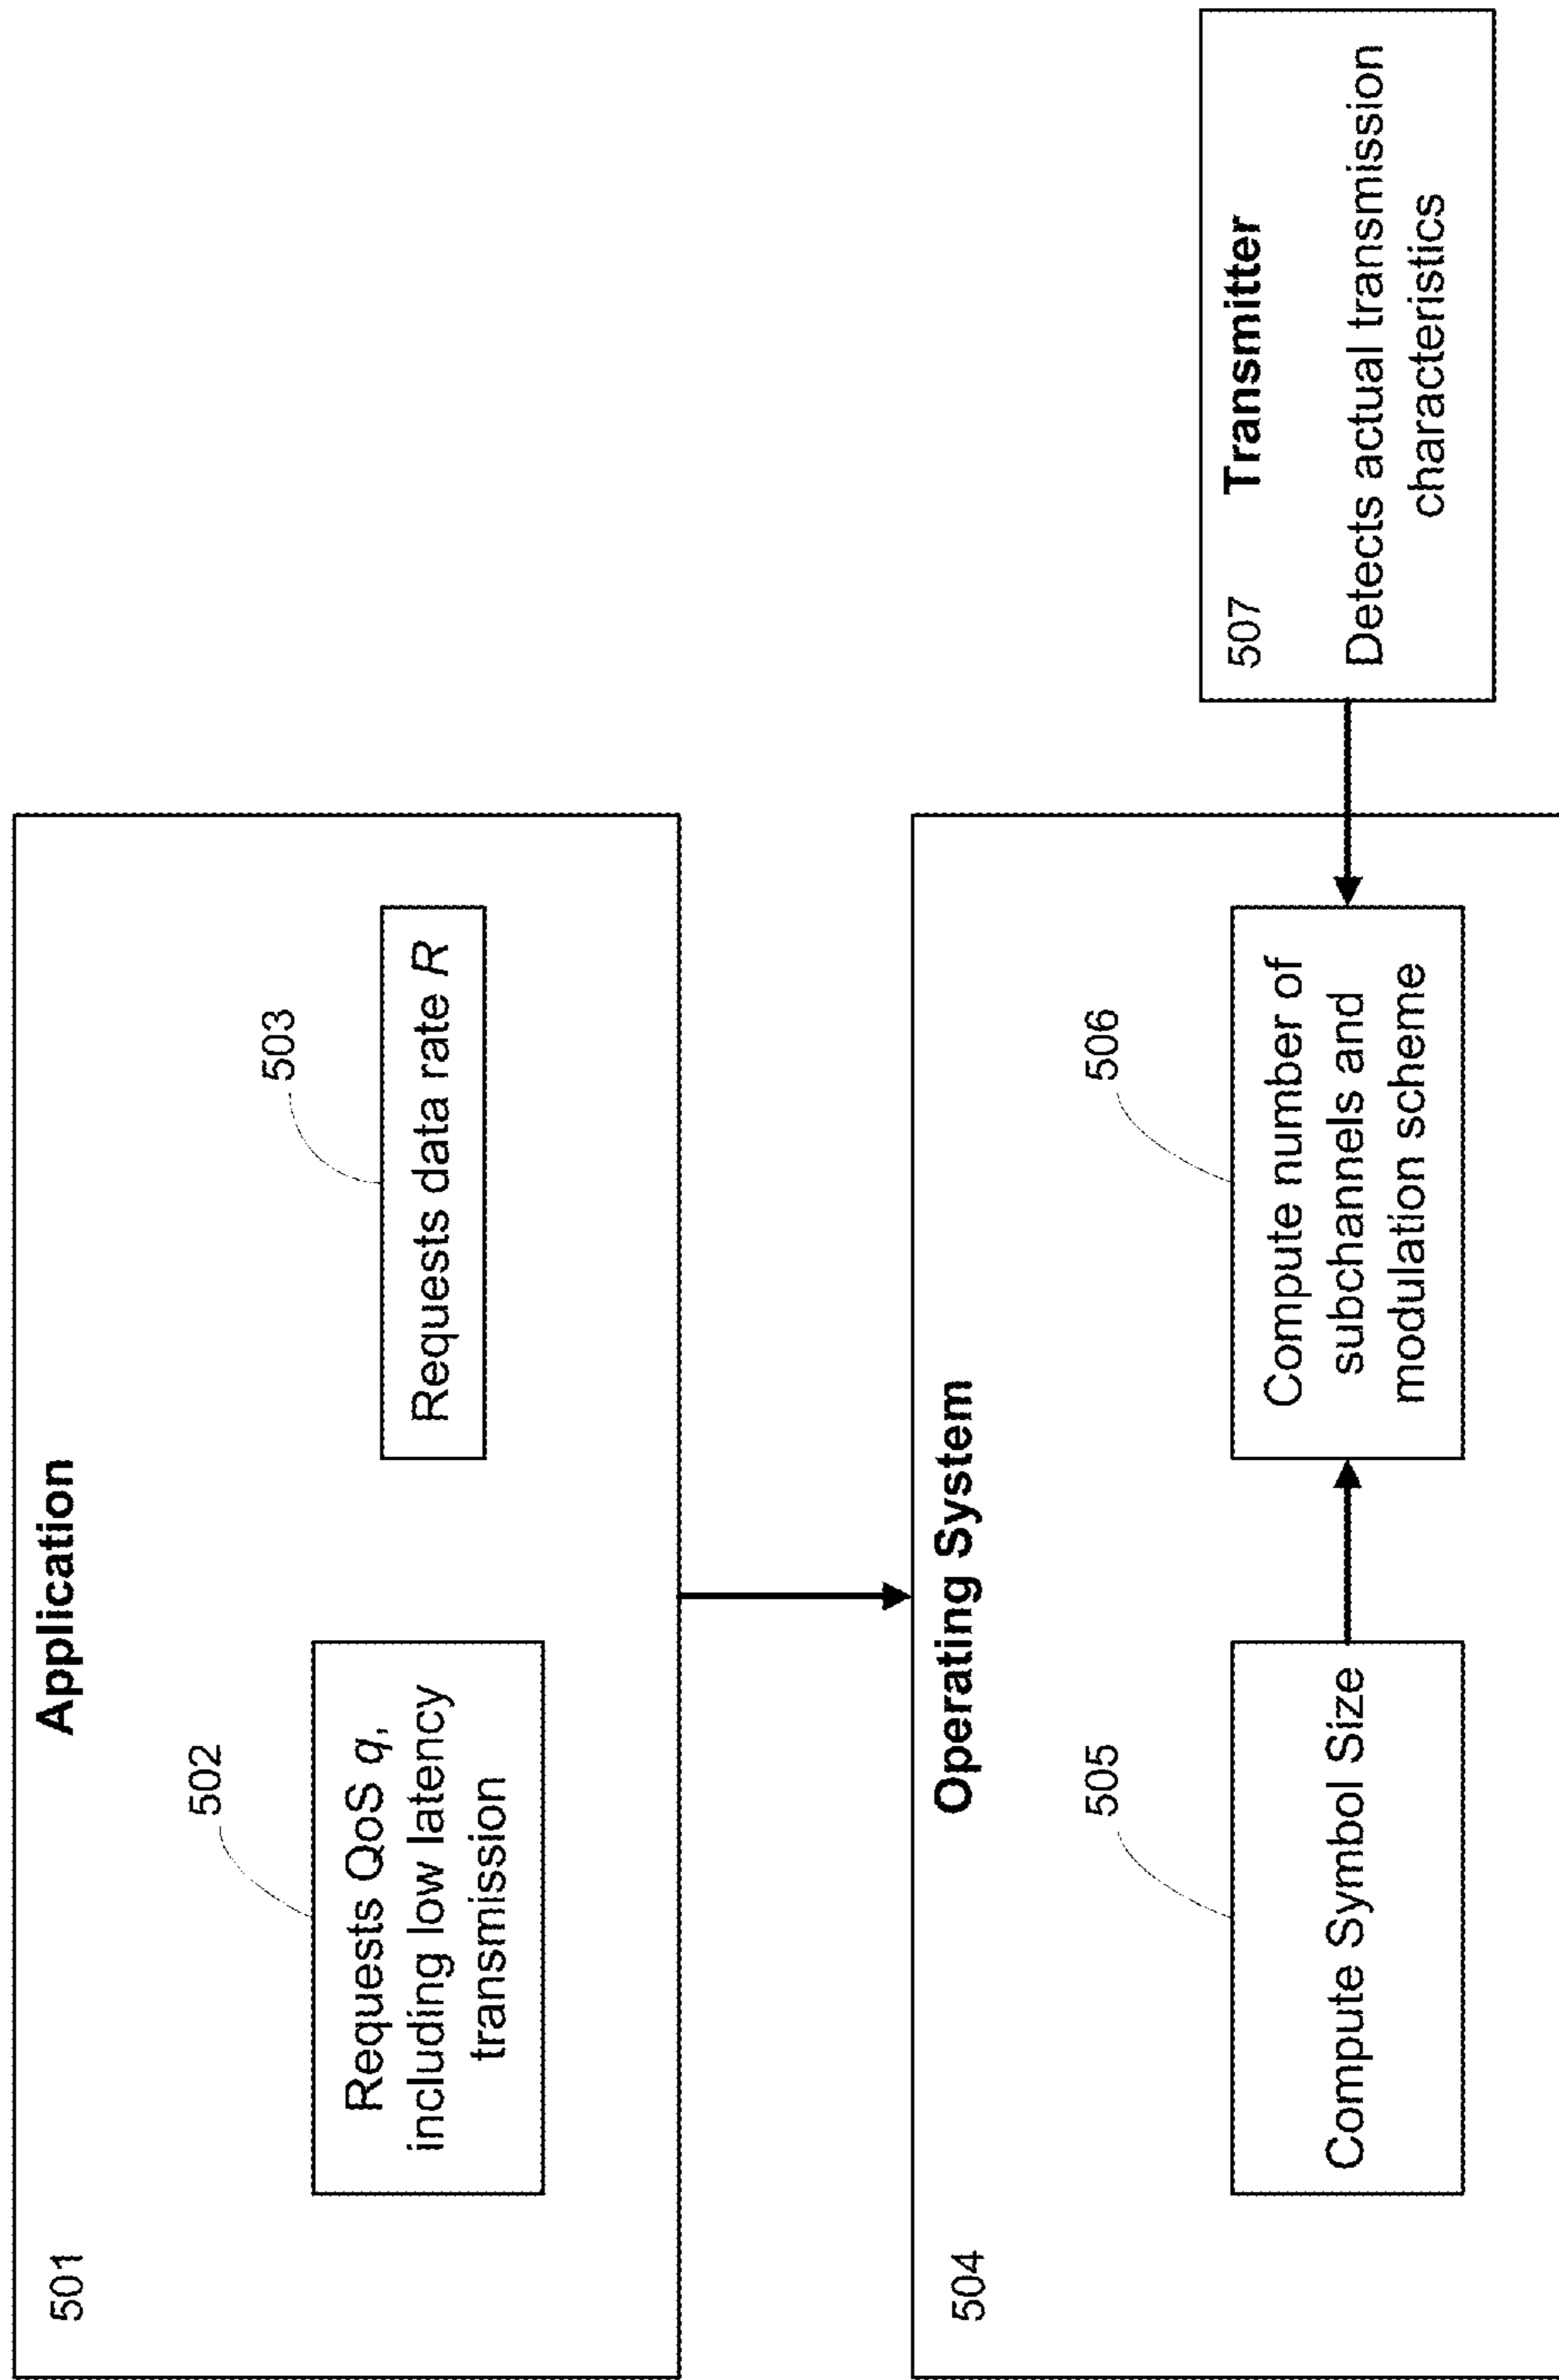 501
Application
502
Requests QoS q,
including low latency
transmission
503
Requests data rate R
504
Operating System
505
Compute Symbol Size
506
Compute number of
subchannels and
modulation scheme
507 Transmitter
Detects actual transmission
characteristics